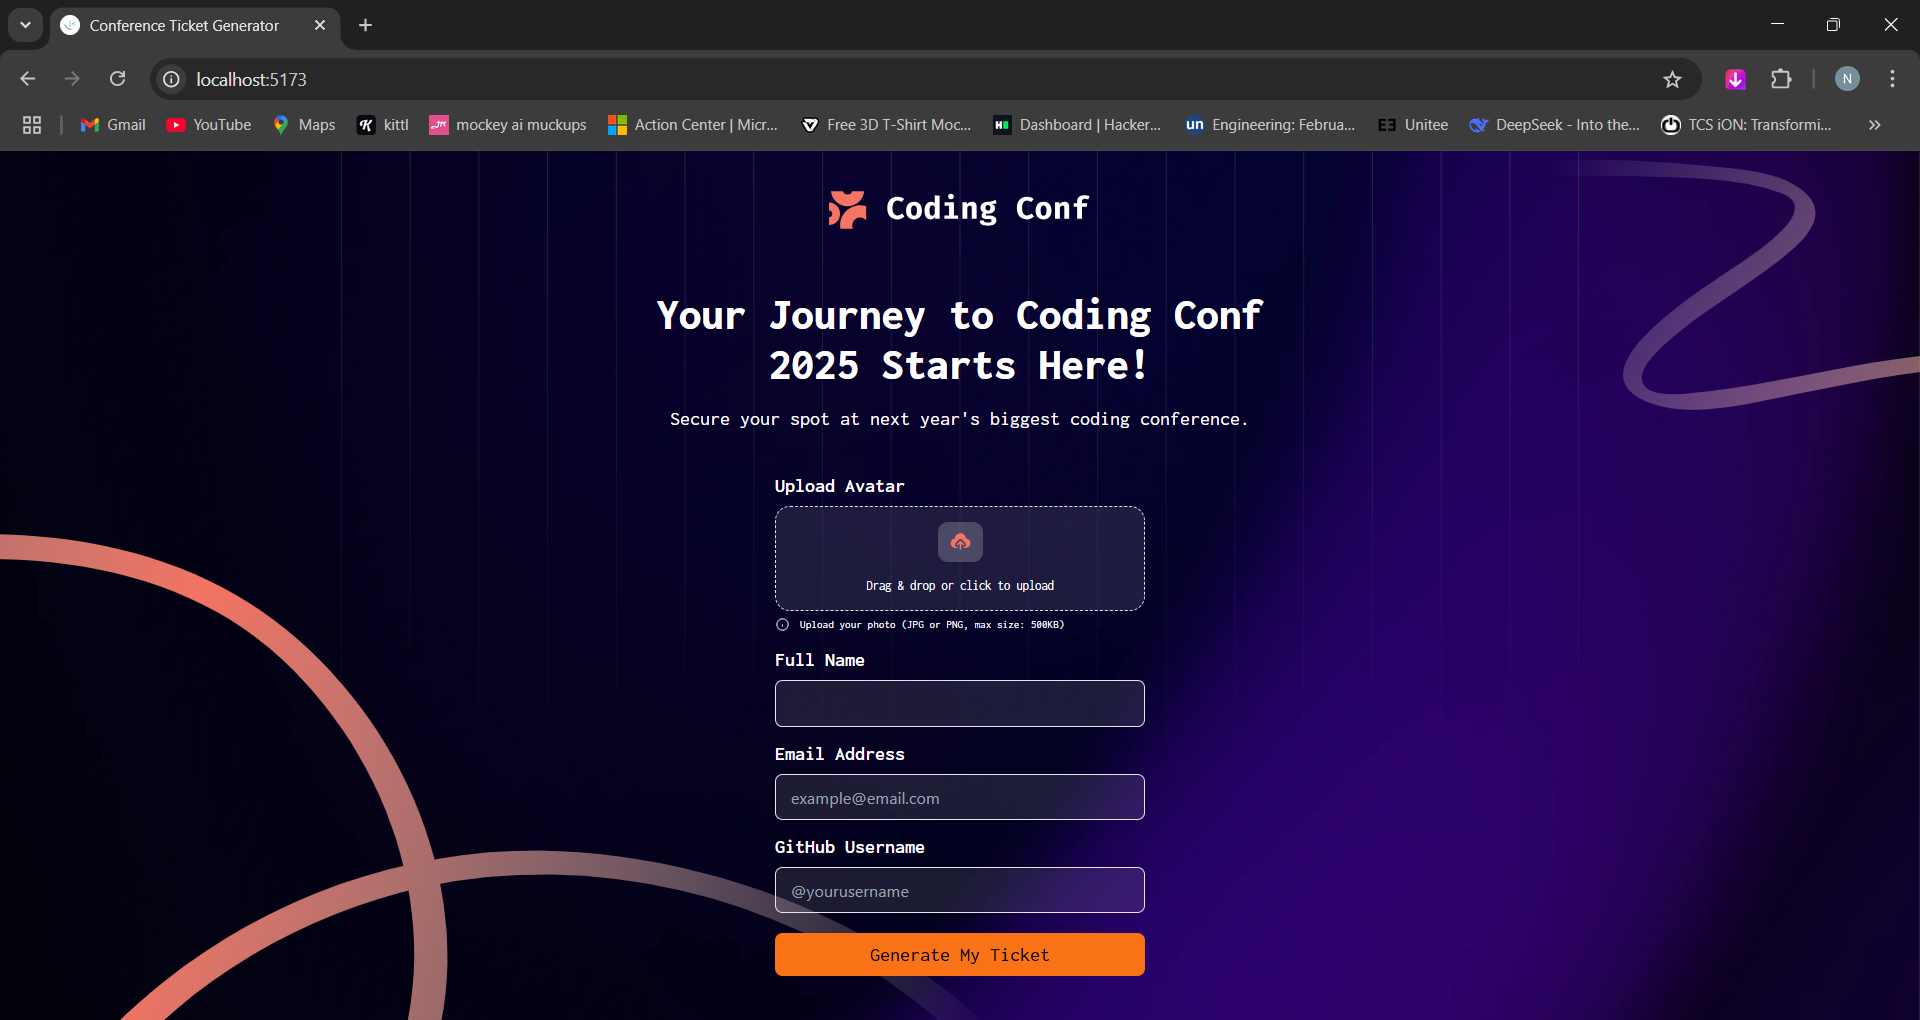 Conference Ticket Generator
localhost:5173
N
Gmail
YouTube
Maps
kittl
mockey ai muckups
Action Center | Micr...
Free 3D T-Shirt Moc...
Dashboard | Hacker...
un
Engineering: Februa...
Unitee
DeepSeek - Into the...
TCS iON: Transformi...
Coding Conf
Your Journey to Coding Conf
2025 Starts Here!
Secure your spot at next year's biggest coding conference.
Upload Avatar
Drag & drop or click to upload
Upload your photo (JPG or PNG, max size: 500KB)
Full Name
Email Address
example@email.com
GitHub Username
@yourusername
Generate My Ticket